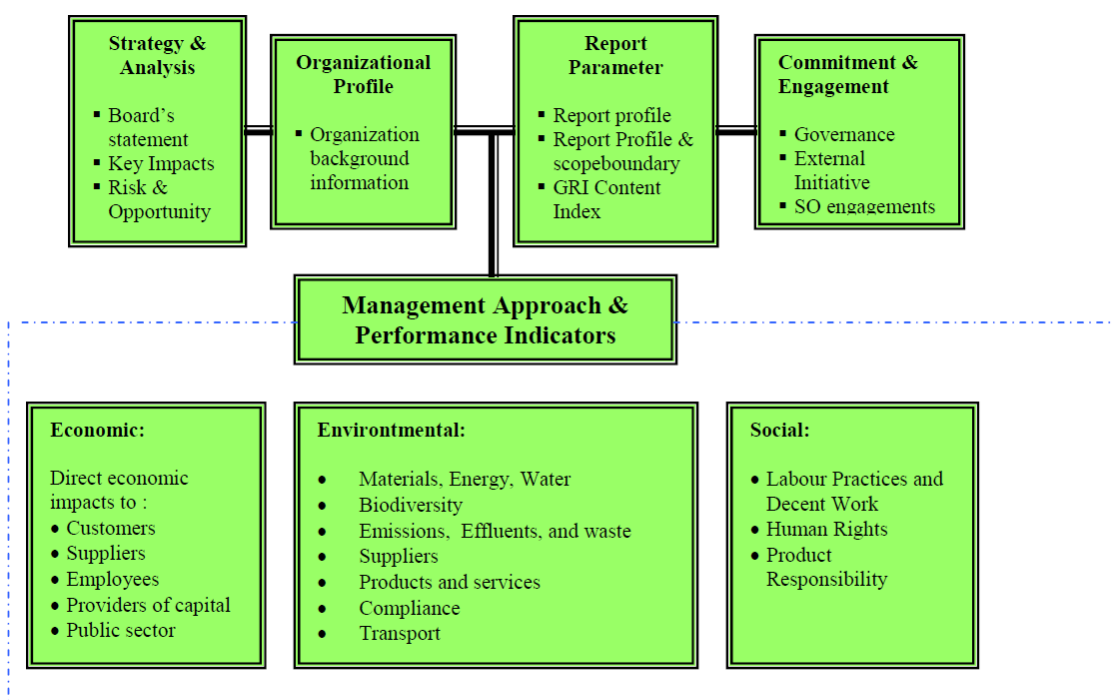 Strategy &
Analysis
▪ Board's
statement
▪ Key Impacts
▪ Risk &
Opportunity
Organizational
Profile
▪ Organization
background
information
Report
Parameter
▪ Report profile
▪ Report Profile &
scopeboundary
▪ GRI Content
Index
Commitment &
Engagement
▪ Governance
▪ External
Initiative
▪ SO engagements
Management Approach &
Performance Indicators
Economic:
Direct economic
impacts to :
● Customers
● Suppliers
● Employees
● Providers of capital
● Public sector
Environtmental:
● Materials, Energy, Water
● Biodiversity
● Emissions, Effluents, and waste
● Suppliers
● Products and services
● Compliance
● Transport
Social:
● Labour Practices and
Decent Work
● Human Rights
● Product
Responsibility